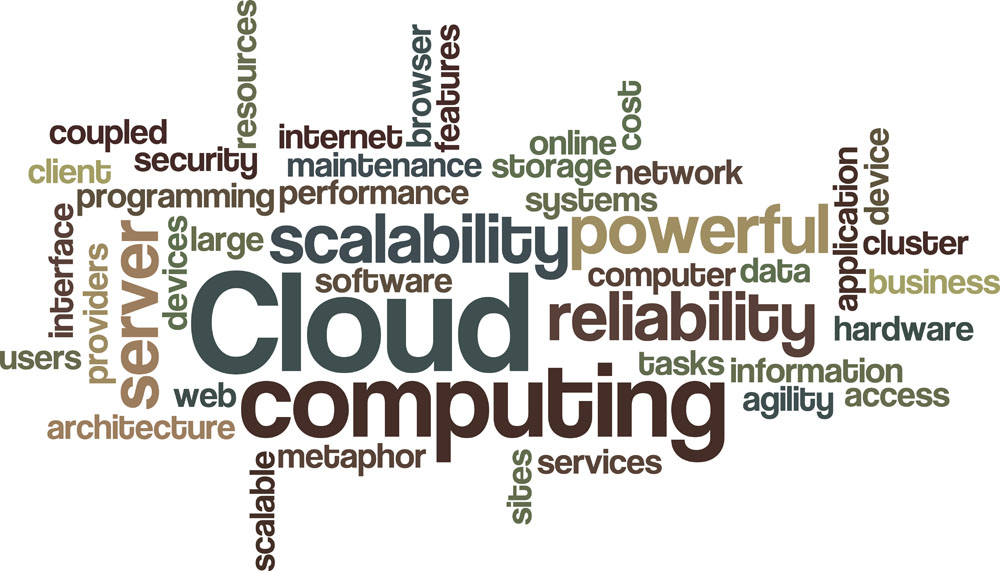 resources
browser
features
cost
coupled
internet
online
device
client
security
maintenance
storage
network
application
programming
performance
systems
interface
providers
server
devices
large
scalability
powerful
cluster
software
computer
data
business
Cloud
reliability
hardware
users
tasks
information
web
computing
agility
access
architecture
scalable
metaphor
sites
services